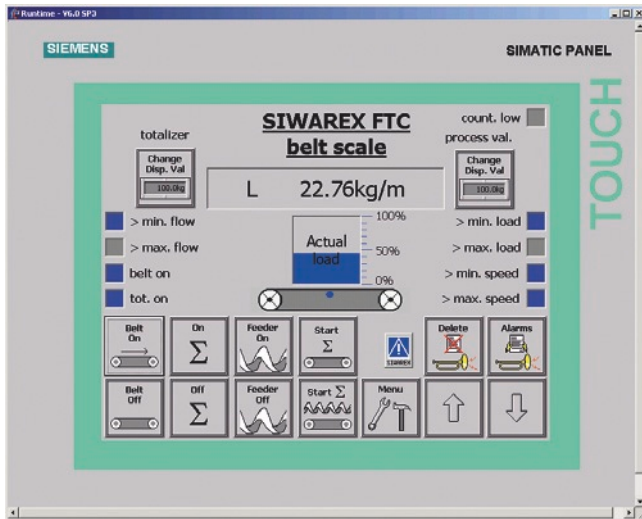 Runtime - V6.0 SP3
SIEMENS
SIMATIC PANEL
TOUCH
SIWAREX FTC
belt scale
count. low
totalizer
process val.
Change
Disp. Val
100.0kg
Change
Disp. Val
100.0kg
L 22.76kg/m
> min. flow
> max. flow
belt on
tot. on
Actual
load
100%
50%
0%
> min. load
> max. load
> min. speed
> max. speed
Belt
On
On
Σ
Feeder
On
Start
Σ
SIWAREX
Delete
Alarms
Belt
Off
Off
Σ
Feeder
Off
Start Σ
Menu